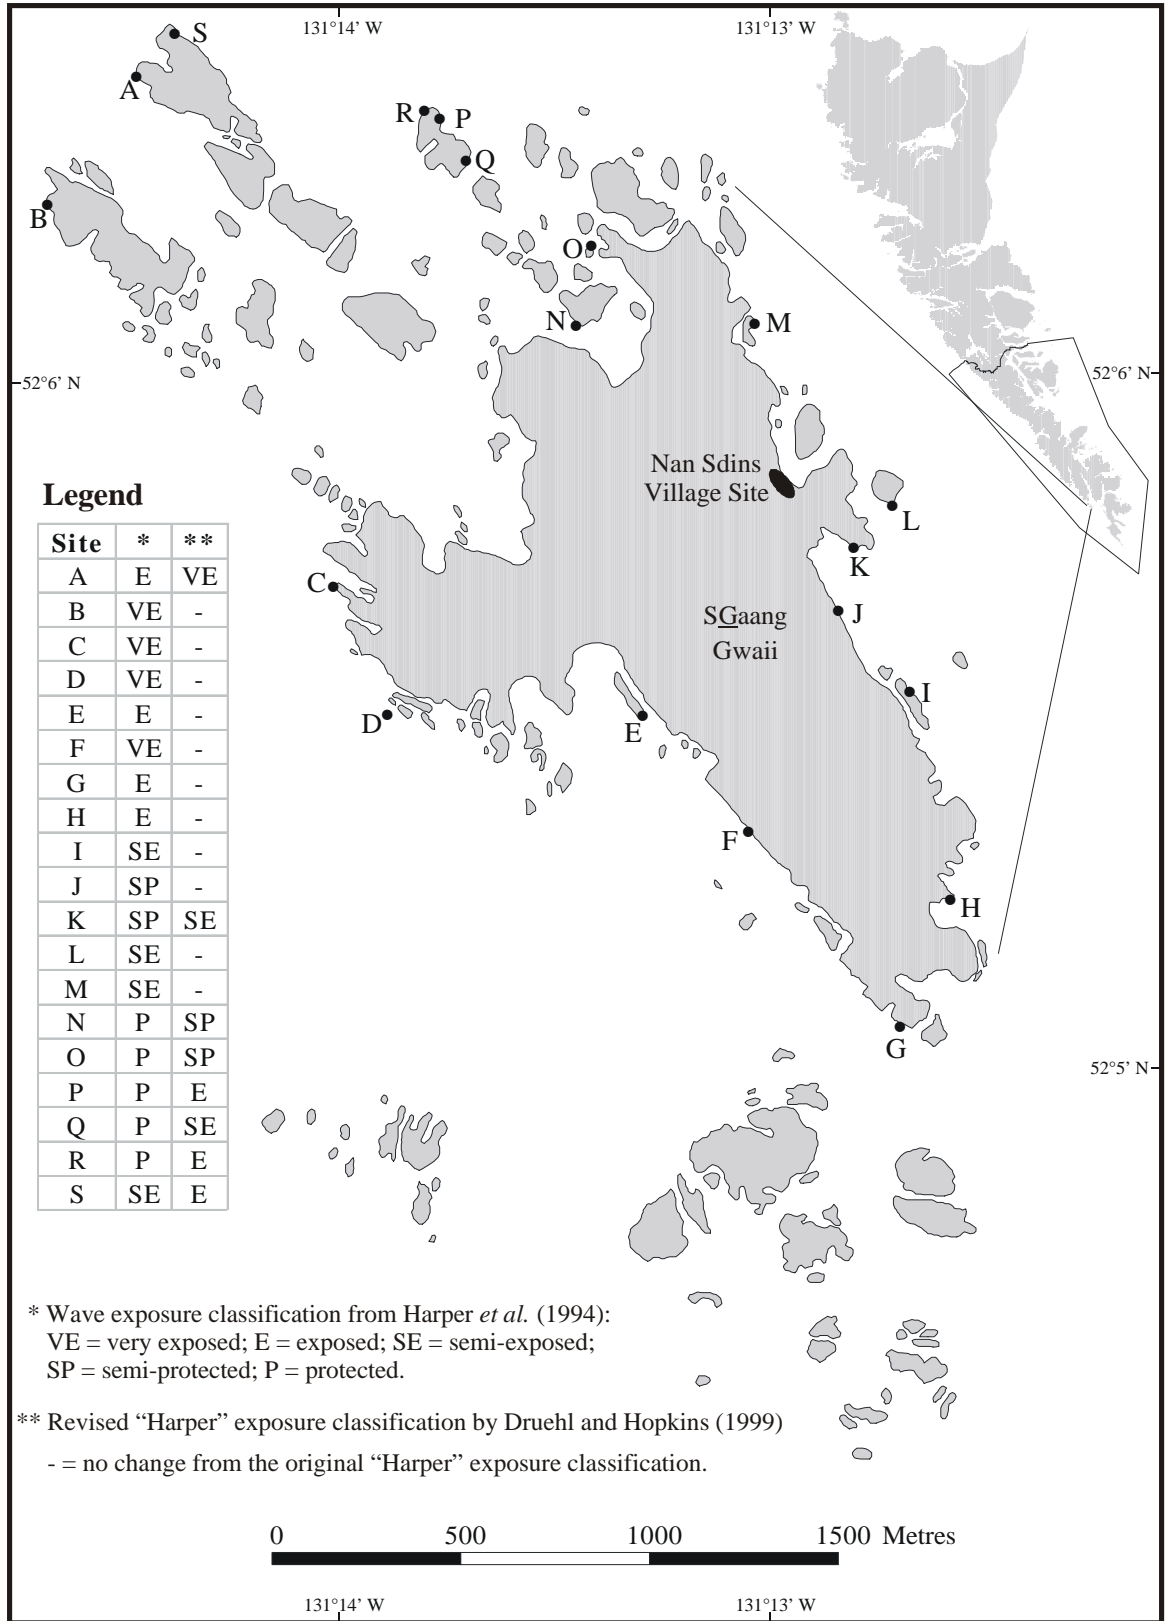 131°14’ W
131°13’ W
S
A
R
P
Q
B
O
N
M
52°6’ N
52°6’ N
Nan Sdins
Village Site
L
K
Legend
Site * **
A E VE
B VE -
C VE -
D VE -
E E -
F VE -
G E -
H E -
I SE -
J SP -
K SP SE
L SE -
M SE -
N P SP
O P SP
P P E
Q P SE
R P E
S SE E
C
J
SGaang
Gwaii
I
D
E
F
H
G
52°5’ N
* Wave exposure classification from Harper et al. (1994):
VE = very exposed; E = exposed; SE = semi-exposed;
SP = semi-protected; P = protected.
** Revised “Harper” exposure classification by Druehl and Hopkins (1999)
- = no change from the original “Harper” exposure classification.
0 500 1000 1500 Metres
131°14’ W
131°13’ W